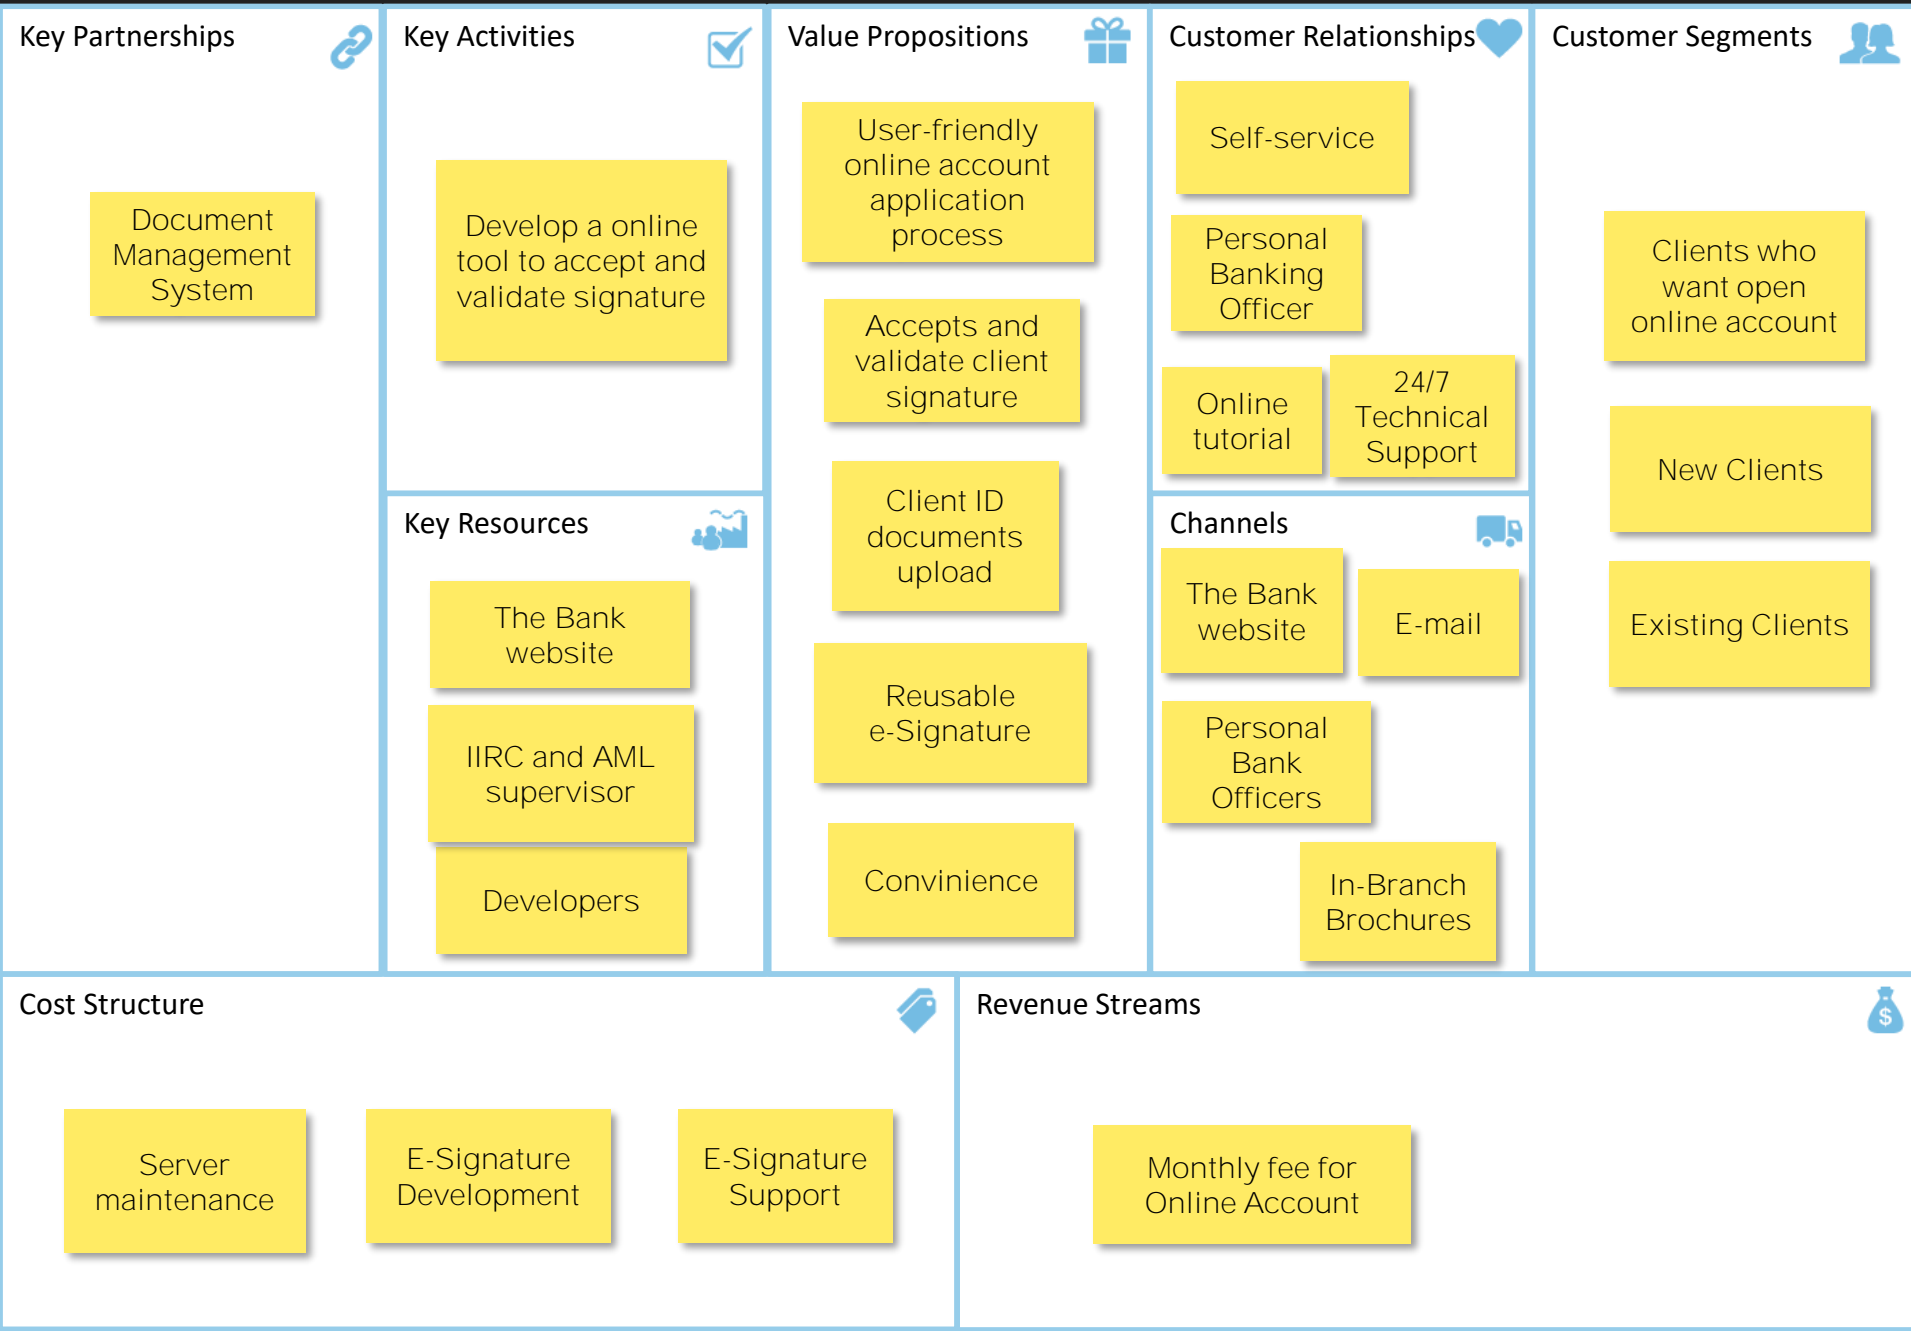 Key Partnerships
Document
Management
System
Key Activities
Develop a online
tool to accept and
validate signature
Key Resources
The Bank
website
IIRC and AML
supervisor
Developers
Value Propositions
User-friendly
online account
application
process
Accepts and
validate client
signature
Client ID
documents
upload
Reusable
e-Signature
Convinience
Customer Relationships
Self-service
Personal
Banking
Officer
Online
tutorial
24/7
Technical
Support
Channels
The Bank
website
E-mail
Personal
Bank
Officers
In-Branch
Brochures
Customer Segments
Clients who
want open
online account
New Clients
Existing Clients
Cost Structure
Server
maintenance
E-Signature
Development
E-Signature
Support
Revenue Streams
$
Monthly fee for
Online Account